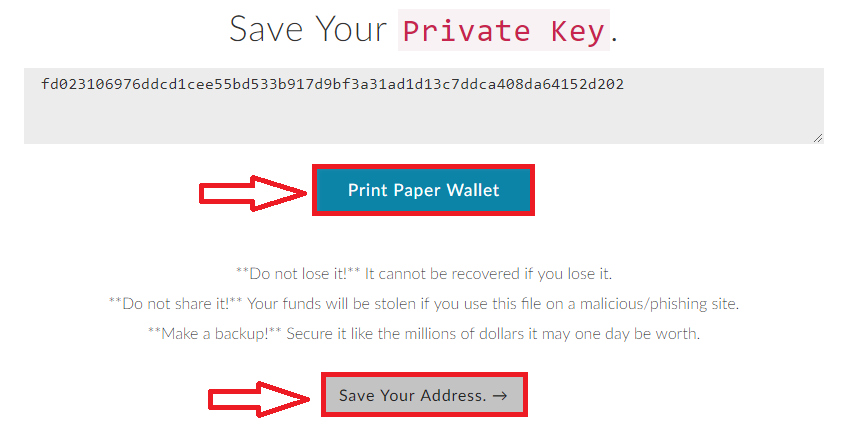 Save Your Private Key.
fd023106976ddcd1cee55bd533b917d9bf3a31ad1d13c7ddca408da64152d202
Print Paper Wallet
**Do not lose it!** It cannot be recovered if you lose it.
**Do not share it!** Your funds will be stolen if you use this file on a malicious/phishing site.
**Make a backup!** Secure it like the millions of dollars it may one day be worth.
Save Your Address. →